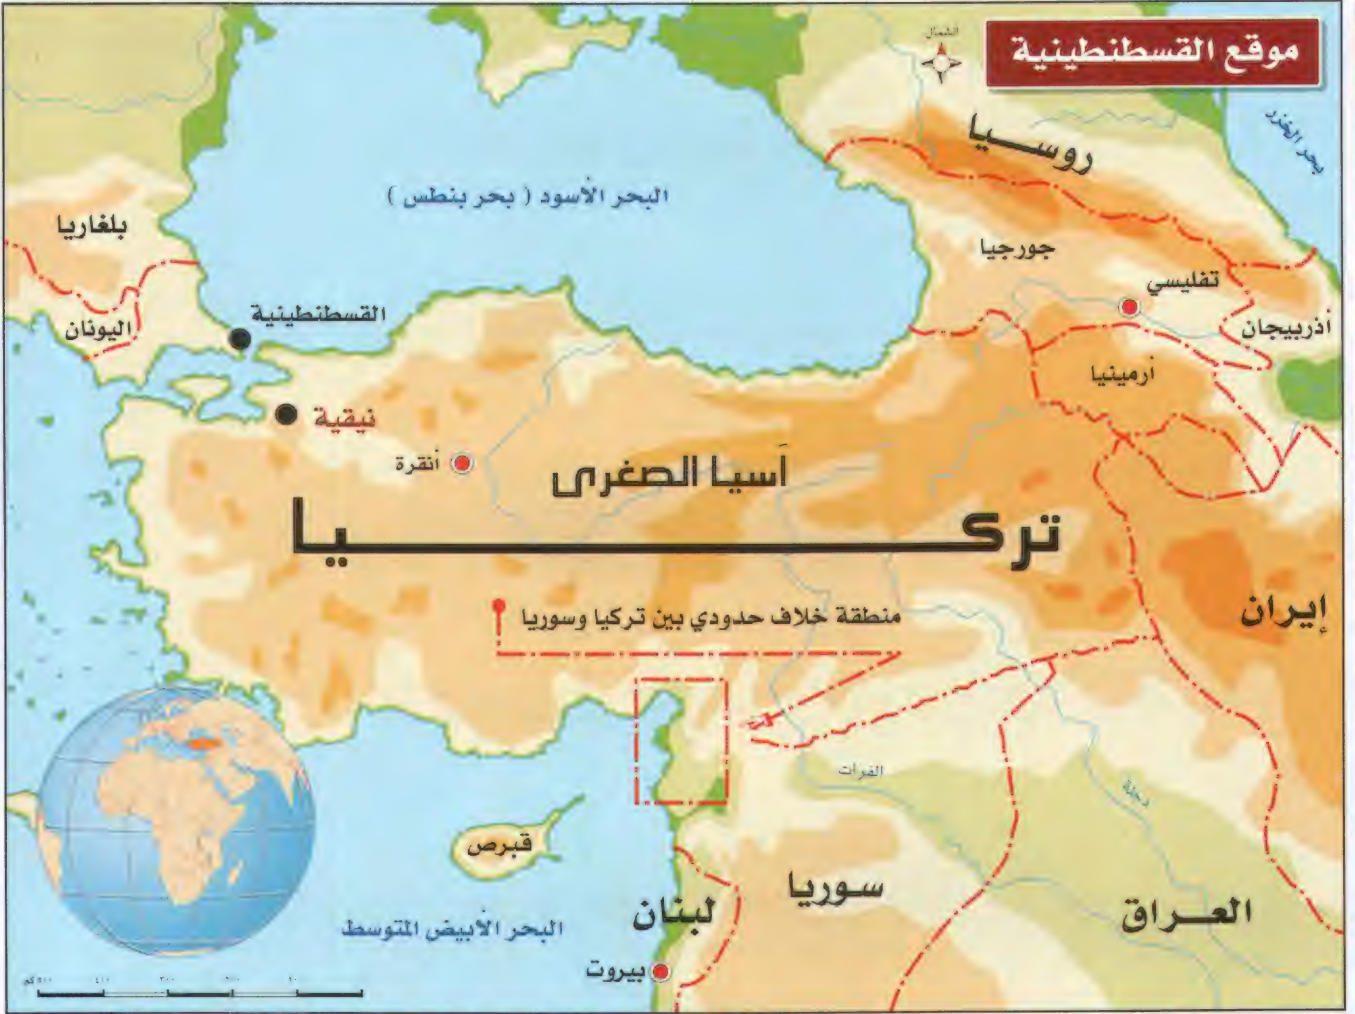 موقع القسطنطينية
الشمال
بحر الخزر
روسيا
البحر الأسود ( بحر بنطس )
بلغاريا
جورجيا
تفليسي
القسطنطينية
اليونان
أذربيجان
أرمينيا
نيقية
أنقرة
آسيا الصغرى
تركيا
إيران
منطقة خلاف حدودي بين تركيا وسوريا
الفرات
دجلة
قبرص
سوريا
لبنان
العراق
البحر الأبيض المتوسط
بيروت